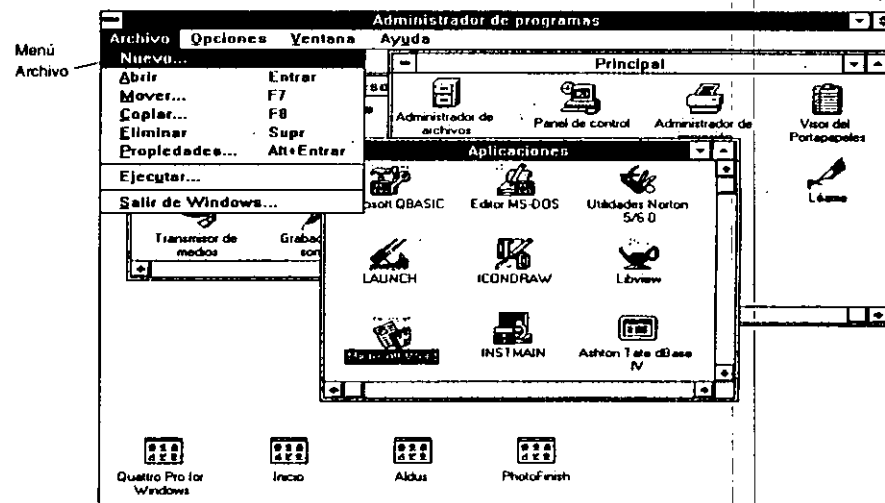 Administrador de programas
Archivo Opciones Ventana Ayuda
Menú
Archivo
Nuevo...
Abrir Entrar
Mover... F7
Copiar... F8
Eliminar Supr
Propiedades... Alt+Entrar
Ejecutar...
Salir de Windows...
Principal
Administrador de
archivos
Panel de control
Administrador de
Visor del
Portapapeles
Léame
Aplicaciones
QBASIC
Editor MS-DOS
Utilidades Norton
5/6.0
LAUNCH
ICONDRAW
Libview
INSTMAIN
Ashton Tate dBase
IV
Transmisor de
medios
Quattro Pro for
Windows
Inicio
Aldus
PhotoFinish